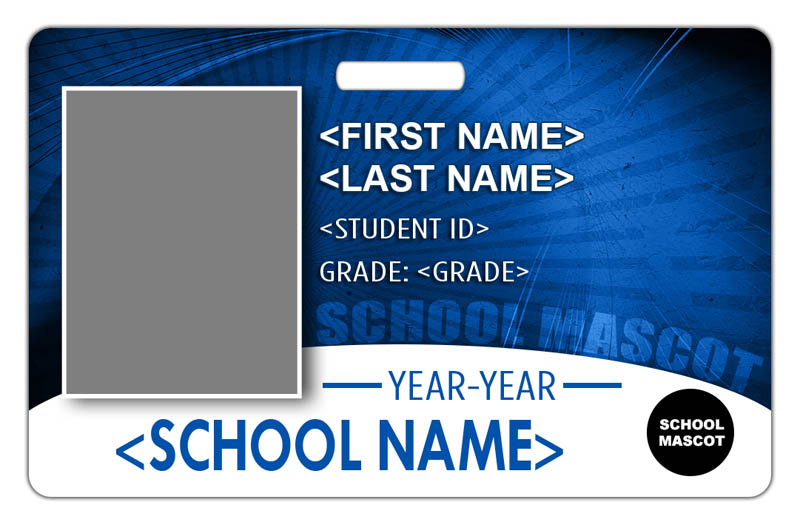 <FIRST NAME>
<LAST NAME>
<STUDENT ID>
GRADE: <GRADE>
SCHOOL MASCOT
YEAR-YEAR
<SCHOOL NAME>
SCHOOL
MASCOT